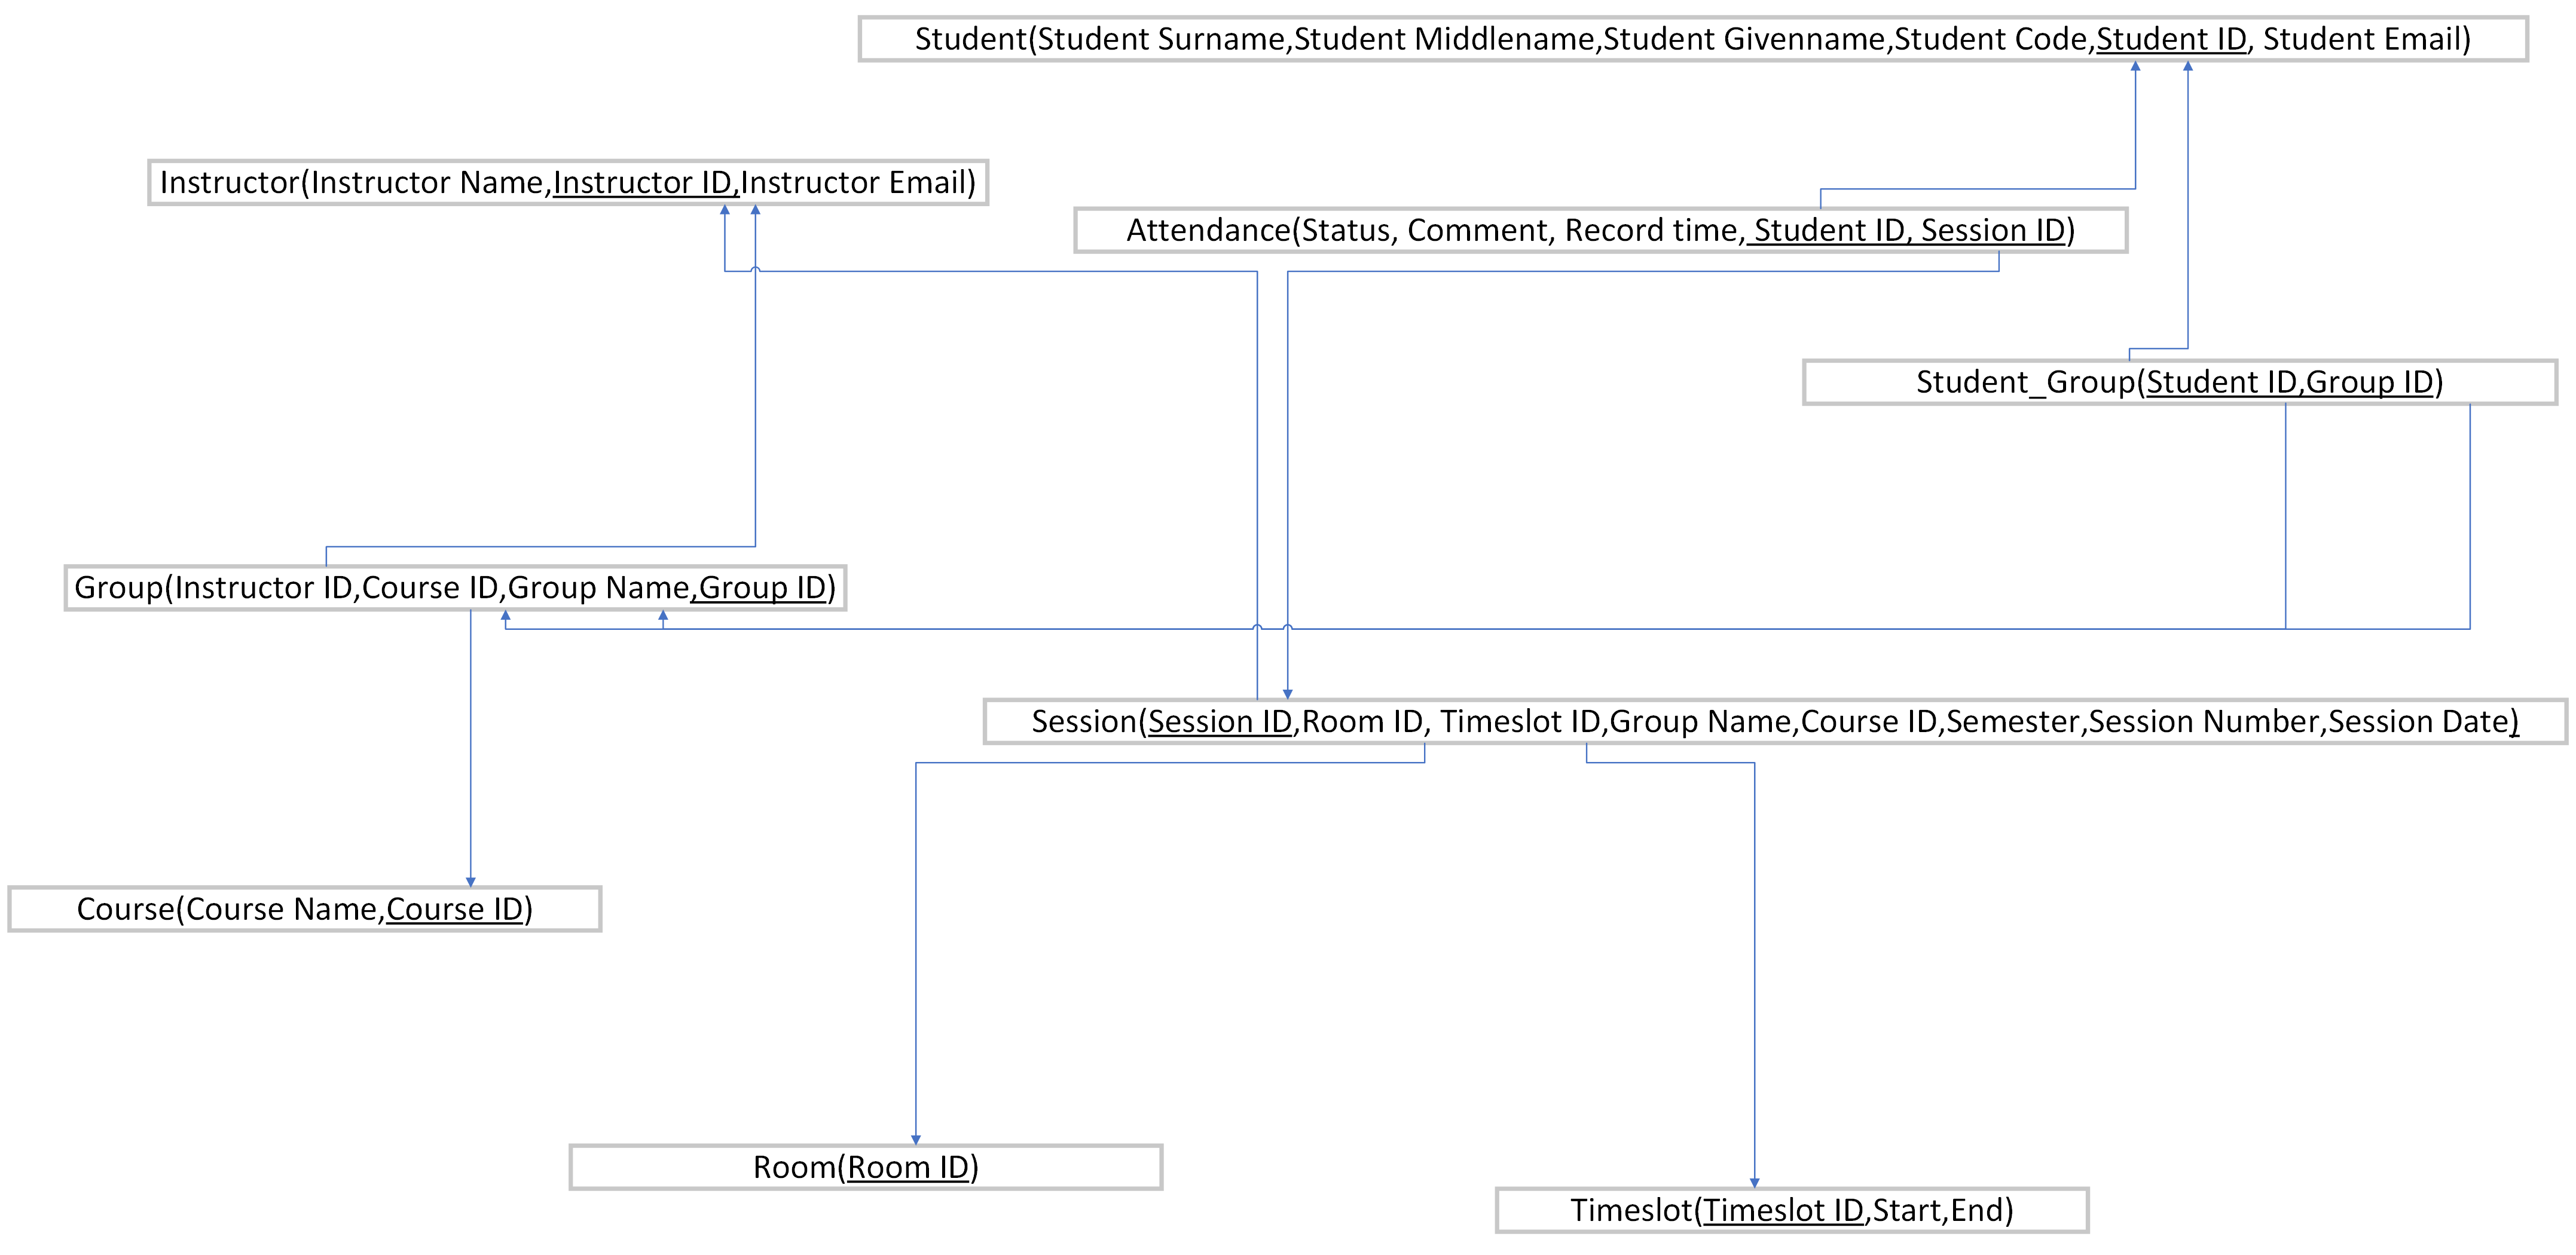 Student(Student Surname,Student Middlename,Student Givenname,Student Code,Student ID, Student Email)
Instructor(Instructor Name,Instructor ID,Instructor Email)
Attendance(Status, Comment, Record time, Student ID, Session ID)
Student_Group(Student ID,Group ID)
Group(Instructor ID,Course ID,Group Name,Group ID)
Session(Session ID,Room ID, Timeslot ID,Group Name,Course ID,Semester,Session Number,Session Date)
Course(Course Name,Course ID)
Room(Room ID)
Timeslot(Timeslot ID,Start,End)